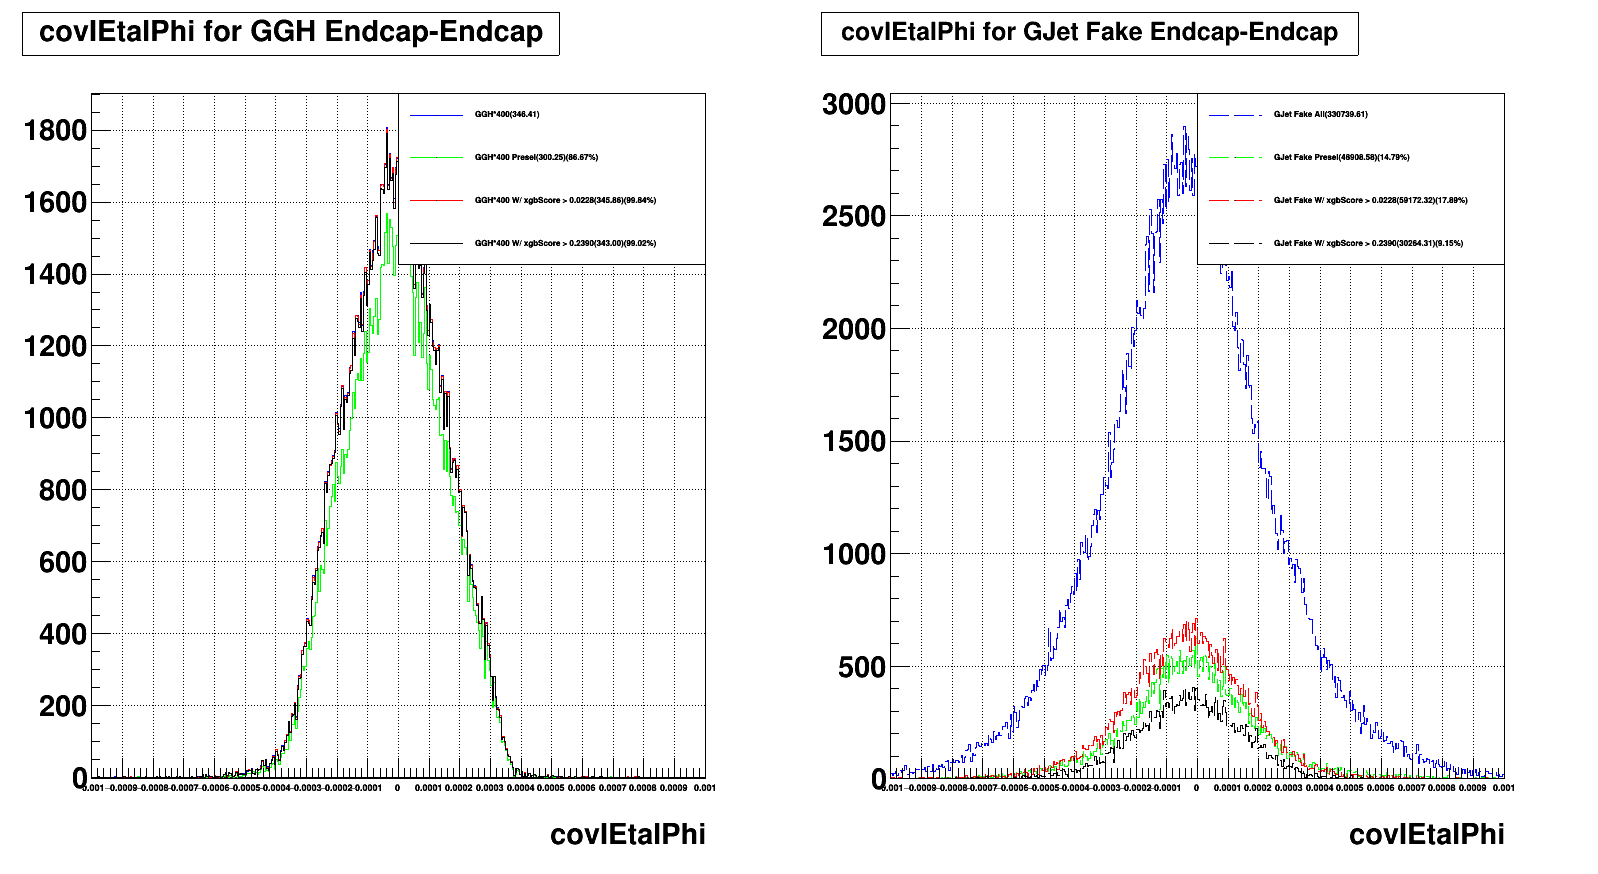 covIEtaIPhi for GGH Endcap-Endcap
GGH*400(346.41)
GGH*400 Presel(300.25)(86.67%)
GGH*400 W/ xgbScore > 0.0228(345.86)(99.84%)
GGH*400 W/ xgbScore > 0.2390(343.00)(99.02%)
1800
1600
1400
1200
1000
800
600
400
200
0
0.001 -0.0009 -0.0008 -0.0007 -0.0006 -0.0005 -0.0004 -0.0003 -0.0002 -0.0001 0 0.0001 0.0002 0.0003 0.0004 0.0005 0.0006 0.0007 0.0008 0.0009 0.001
covIEtaIPhi
covIEtaIPhi for GJet Fake Endcap-Endcap
GJet Fake All(330739.61)
GJet Fake Presel(48908.58)(14.79%)
GJet Fake W/ xgbScore > 0.0228(59172.32)(17.89%)
GJet Fake W/ xgbScore > 0.2390(30264.31)(9.15%)
3000
2500
2000
1500
1000
500
0
-0.001 -0.0009 -0.0008 -0.0007 -0.0006 -0.0005 -0.0004 -0.0003 -0.0002 -0.0001 0 0.0001 0.0002 0.0003 0.0004 0.0005 0.0006 0.0007 0.0008 0.0009 0.001
covIEtaIPhi